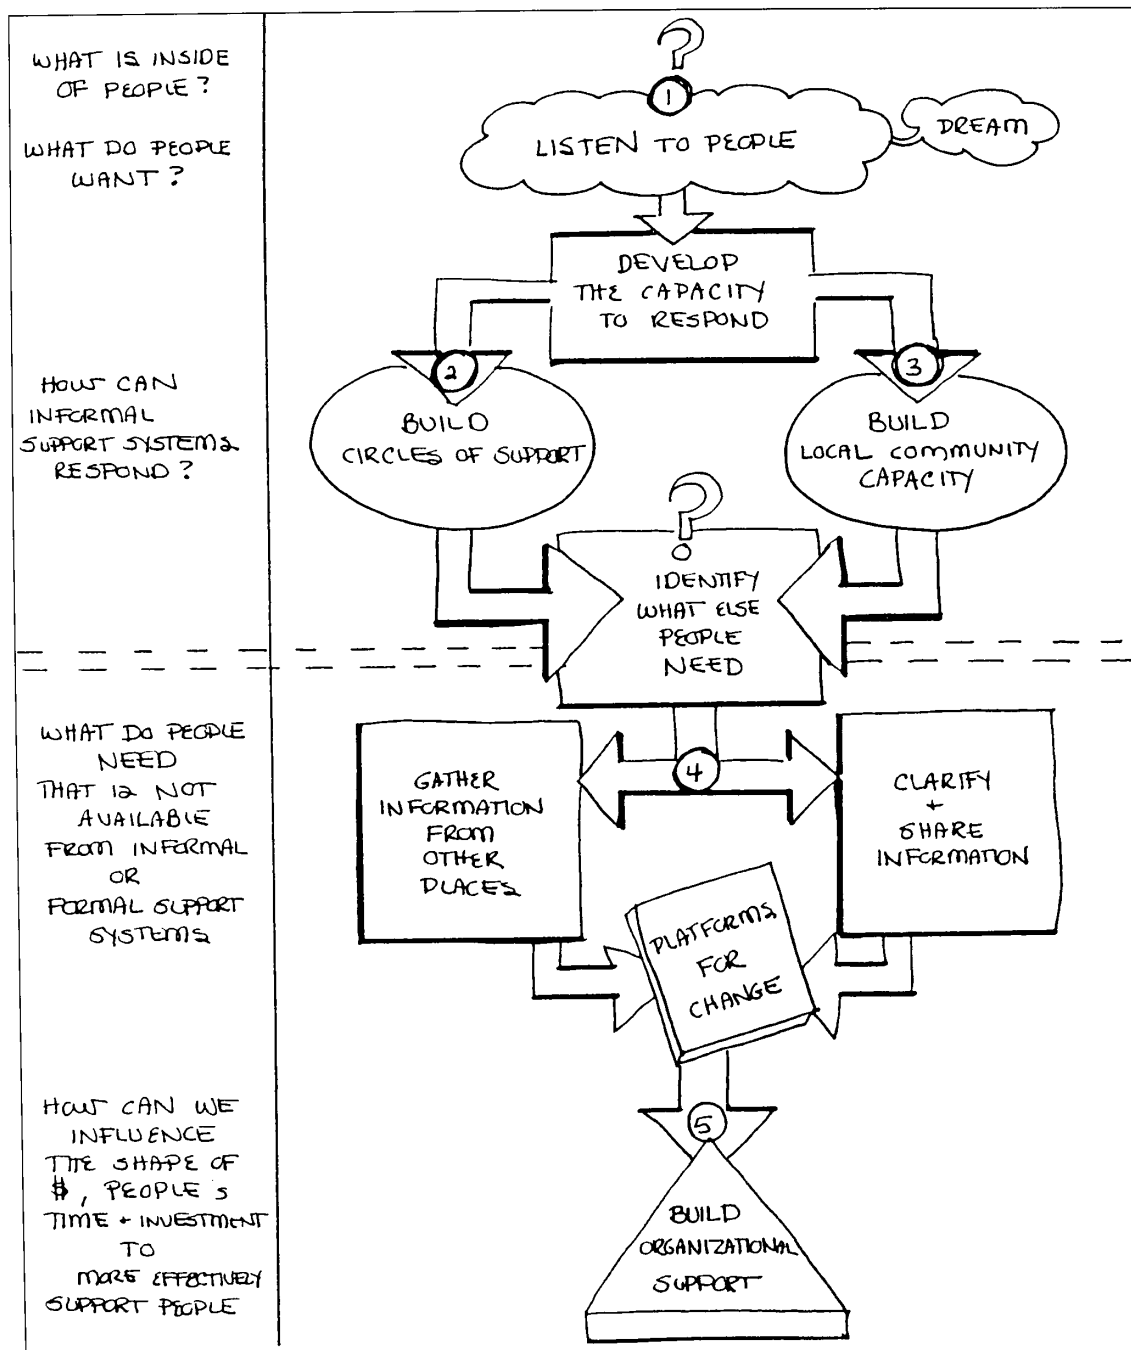 WHAT IS INSIDE
OF PEOPLE?
WHAT DO PEOPLE
WANT?
?
1
LISTEN TO PEOPLE
DREAM
DEVELOP
THE CAPACITY
TO RESPOND
HOW CAN
INFORMAL
SUPPORT SYSTEMS
RESPOND?
2
BUILD
CIRCLES OF SUPPORT
3
BUILD
LOCAL COMMUNITY
CAPACITY
?
IDENTIFY
WHAT ELSE
PEOPLE
NEED
WHAT DO PEOPLE
NEED
THAT IS NOT
AVAILABLE
FROM INFORMAL
OR
FORMAL SUPPORT
SYSTEMS
4
GATHER
INFORMATION
FROM
OTHER
PLACES
CLARIFY
+
SHARE
INFORMATION
PLATFORMS
FOR
CHANGE
HOW CAN WE
INFLUENCE
THE SHAPE OF
$, PEOPLE'S
TIME + INVESTMENT
TO
MORE EFFECTIVELY
SUPPORT PEOPLE
5
BUILD
ORGANIZATIONAL
SUPPORT